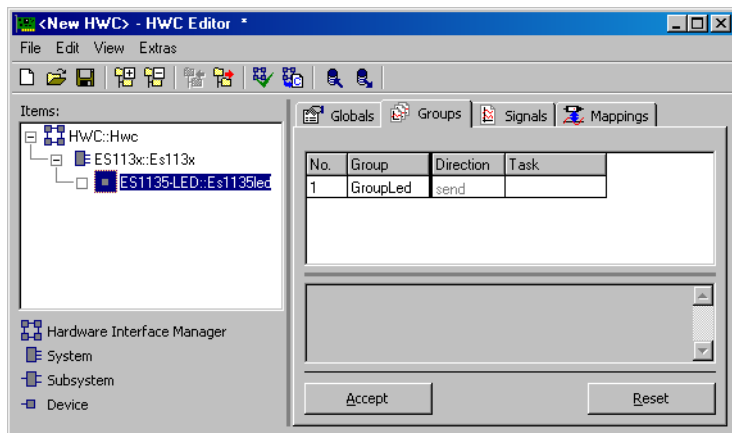 <New HWC> - HWC Editor *
File Edit View Extras
Items:
HWC::Hwc
ES113x::Es113x
ES1135-LED::Es1135led
Hardware Interface Manager
System
Subsystem
Device
Globals Groups Signals Mappings
No. Group Direction Task
1 GroupLed send
Accept Reset